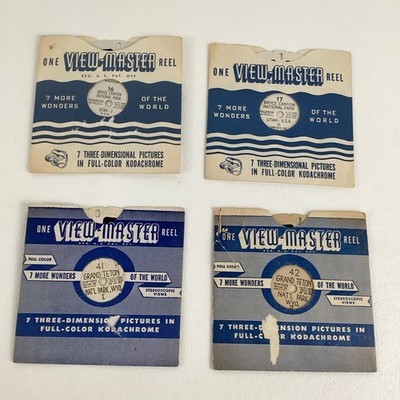 ONE VIEW-MASTER REEL
REG. U.S. PAT. OFF.
16
BRYCE CANYON
NATIONAL PARK
UTAH
7 MORE WONDERS OF THE WORLD
7 THREE-DIMENSIONAL PICTURES
IN FULL-COLOR KODACHROME
ONE VIEW-MASTER REEL
17
BRYCE CANYON
NATIONAL PARK
UTAH - U.S.A.
7 MORE WONDERS OF THE WORLD
7 THREE-DIMENSIONAL PICTURES
IN FULL-COLOR KODACHROME
ONE VIEW-MASTER REEL
FULL COLOR
41
GRAND TETON
NAT'L PARK, WYO.
I
7 MORE WONDERS OF THE WORLD
STEREOSCOPIC
VIEWS
7 THREE-DIMENSION PICTURES IN
FULL-COLOR KODACHROME
ONE VIEW-MASTER REEL
FULL COLOR
42
GRAND TETON
NAT'L PARK, WYO.
7 MORE WONDERS OF THE WORLD
STEREOSCOPIC
VIEWS
7 THREE-DIMENSION PICTURES IN
FULL-COLOR KODACHROME